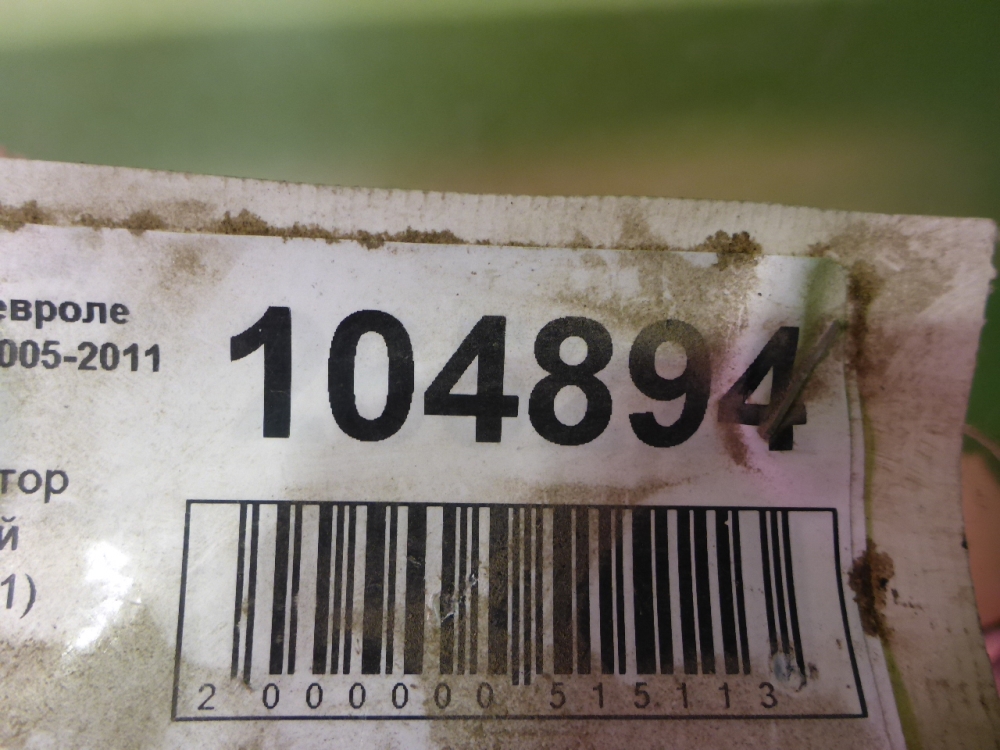 евроле
005-2011
104894
тор
й
1)
2 000000 515113